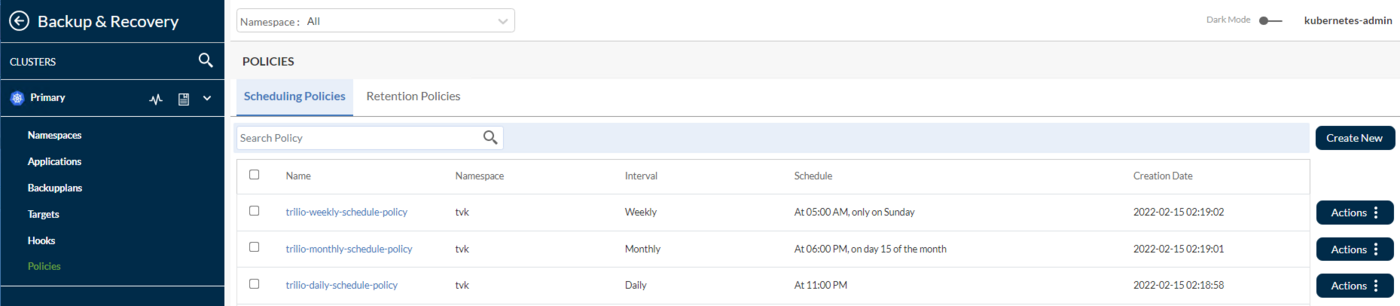 Backup & Recovery
Namespace : All
Dark Mode
kubernetes-admin
CLUSTERS
POLICIES
Primary
Scheduling Policies Retention Policies
Namespaces
Applications
Backupplans
Targets
Hooks
Policies
Search Policy
Create New
Name Namespace Interval Schedule Creation Date
trilio-weekly-schedule-policy tvk Weekly At 05:00 AM, only on Sunday 2022-02-15 02:19:02 Actions
trilio-monthly-schedule-policy tvk Monthly At 06:00 PM, on day 15 of the month 2022-02-15 02:19:01 Actions
trilio-daily-schedule-policy tvk Daily At 11:00 PM 2022-02-15 02:18:58 Actions